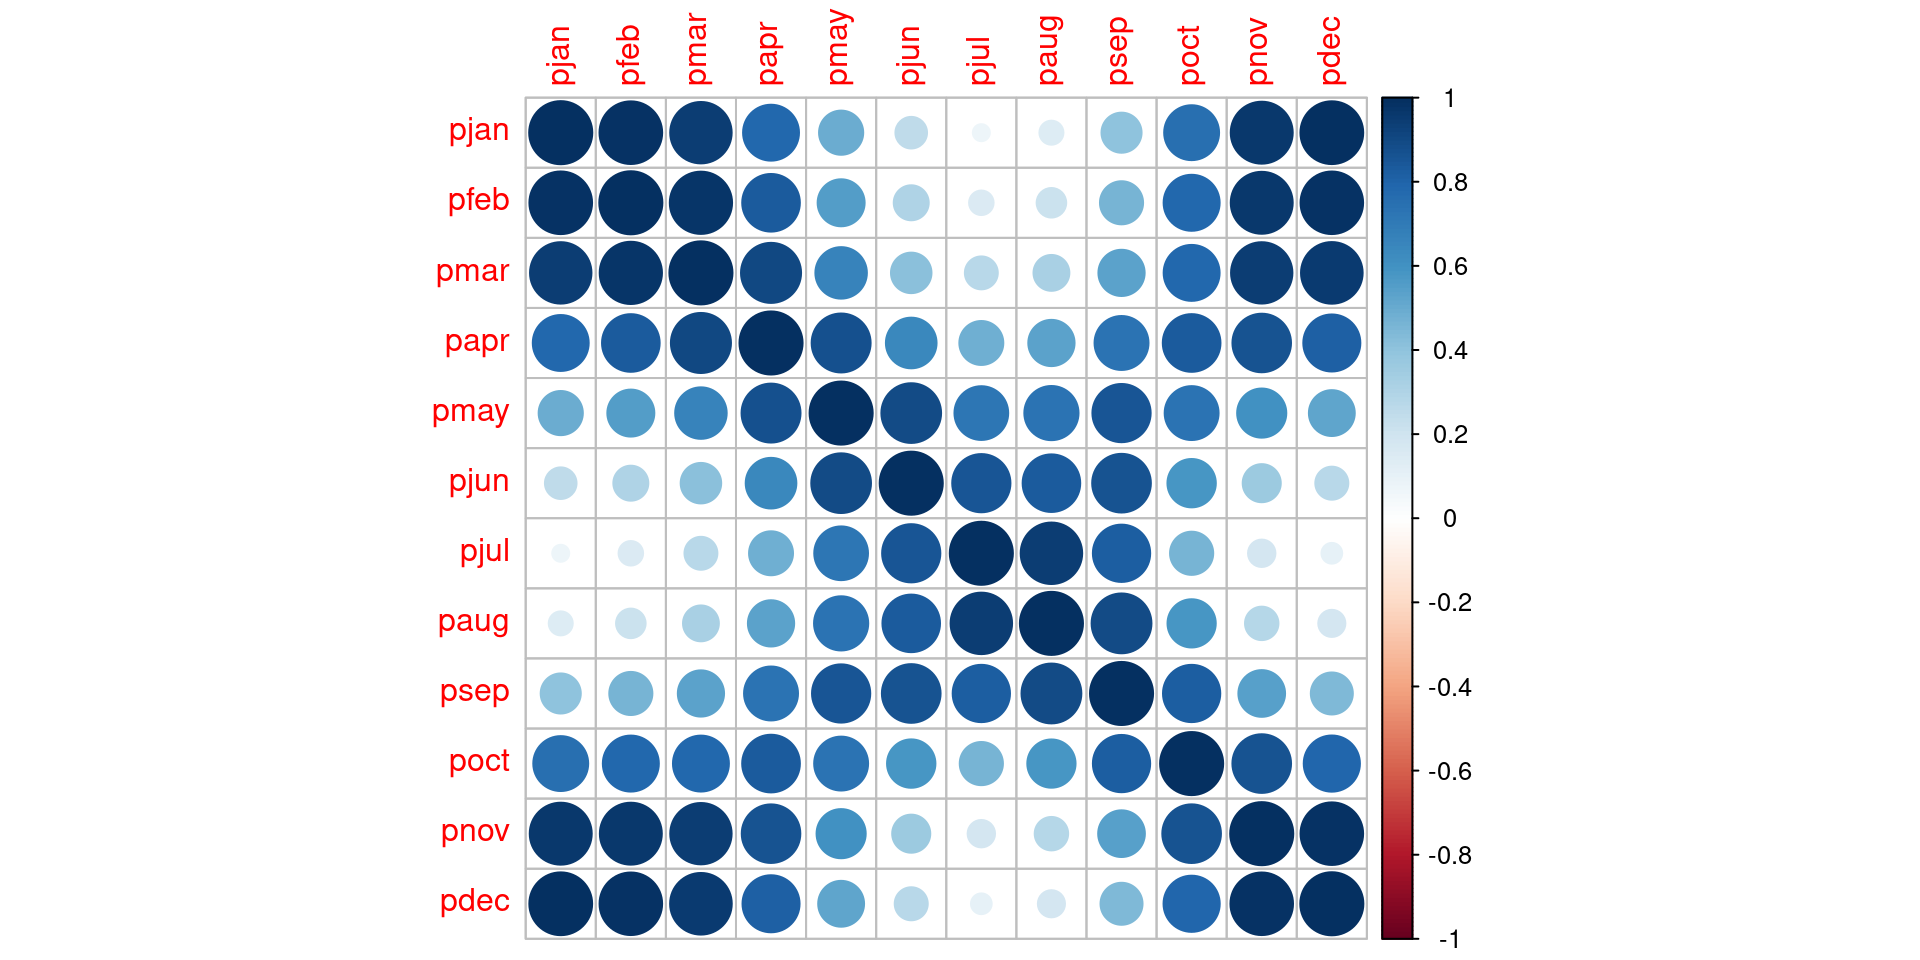 pjan pfeb pmar papr pmay pjun pjul paug psep poct pnov pdec
pjan
pfeb
pmar
papr
pmay
pjun
pjul
paug
psep
poct
pnov
pdec
1
0.8
0.6
0.4
0.2
0
-0.2
-0.4
-0.6
-0.8
-1